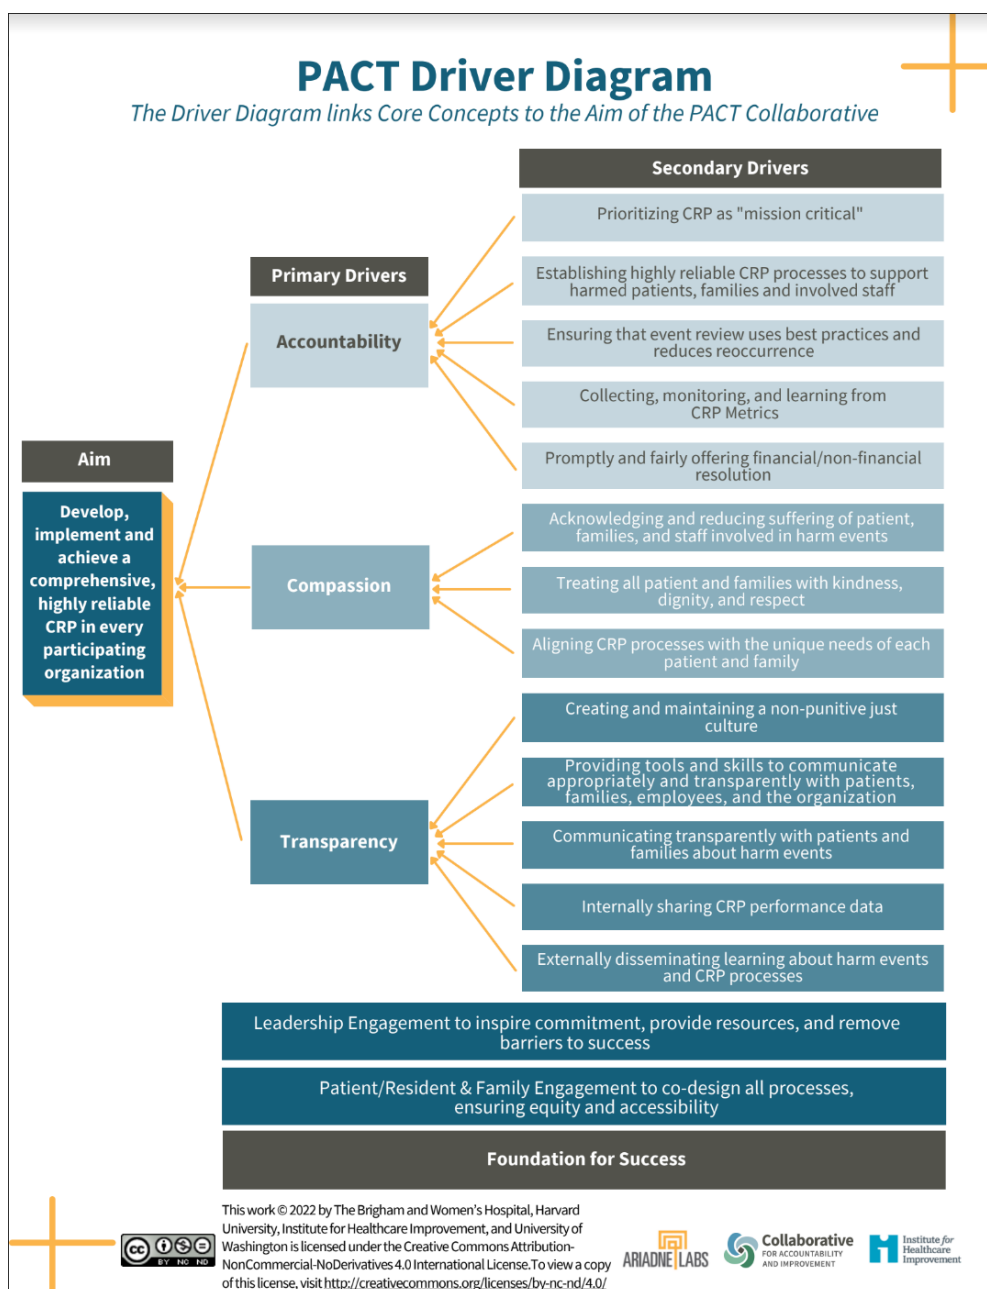 PACT Driver Diagram
The Driver Diagram links Core Concepts to the Aim of the PACT Collaborative
Secondary Drivers
Prioritizing CRP as "mission critical"
Establishing highly reliable CRP processes to support
harmed patients, families and involved staff
Ensuring that event review uses best practices and
reduces reoccurrence
Collecting, monitoring, and learning from
CRP Metrics
Promptly and fairly offering financial/non-financial
resolution
Primary Drivers
Accountability
Aim
Develop,
implement and
achieve a
comprehensive,
highly reliable
CRP in every
participating
organization
Compassion
Acknowledging and reducing suffering of patient,
families, and staff involved in harm events
Treating all patient and families with kindness,
dignity, and respect
Aligning CRP processes with the unique needs of each
patient and family
Transparency
Creating and maintaining a non-punitive just
culture
Providing tools and skills to communicate
appropriately and transparently with patients,
families, employees, and the organization
Communicating transparently with patients and
families about harm events
Internally sharing CRP performance data
Externally disseminating learning about harm events
and CRP processes
Leadership Engagement to inspire commitment, provide resources, and remove
barriers to success
Patient/Resident & Family Engagement to co-design all processes,
ensuring equity and accessibility
Foundation for Success
cc
BY NC ND
This work © 2022 by The Brigham and Women's Hospital, Harvard
University, Institute for Healthcare Improvement, and University of
Washington is licensed under the Creative Commons Attribution-
NonCommercial-NoDerivatives 4.0 International License.To view a copy
of this license, visit http://creativecommons.org/licenses/by-nc-nd/4.0/
ARIADNE LABS
Collaborative
FOR ACCOUNTABILITY
AND IMPROVEMENT
Institute for
Healthcare
Improvement